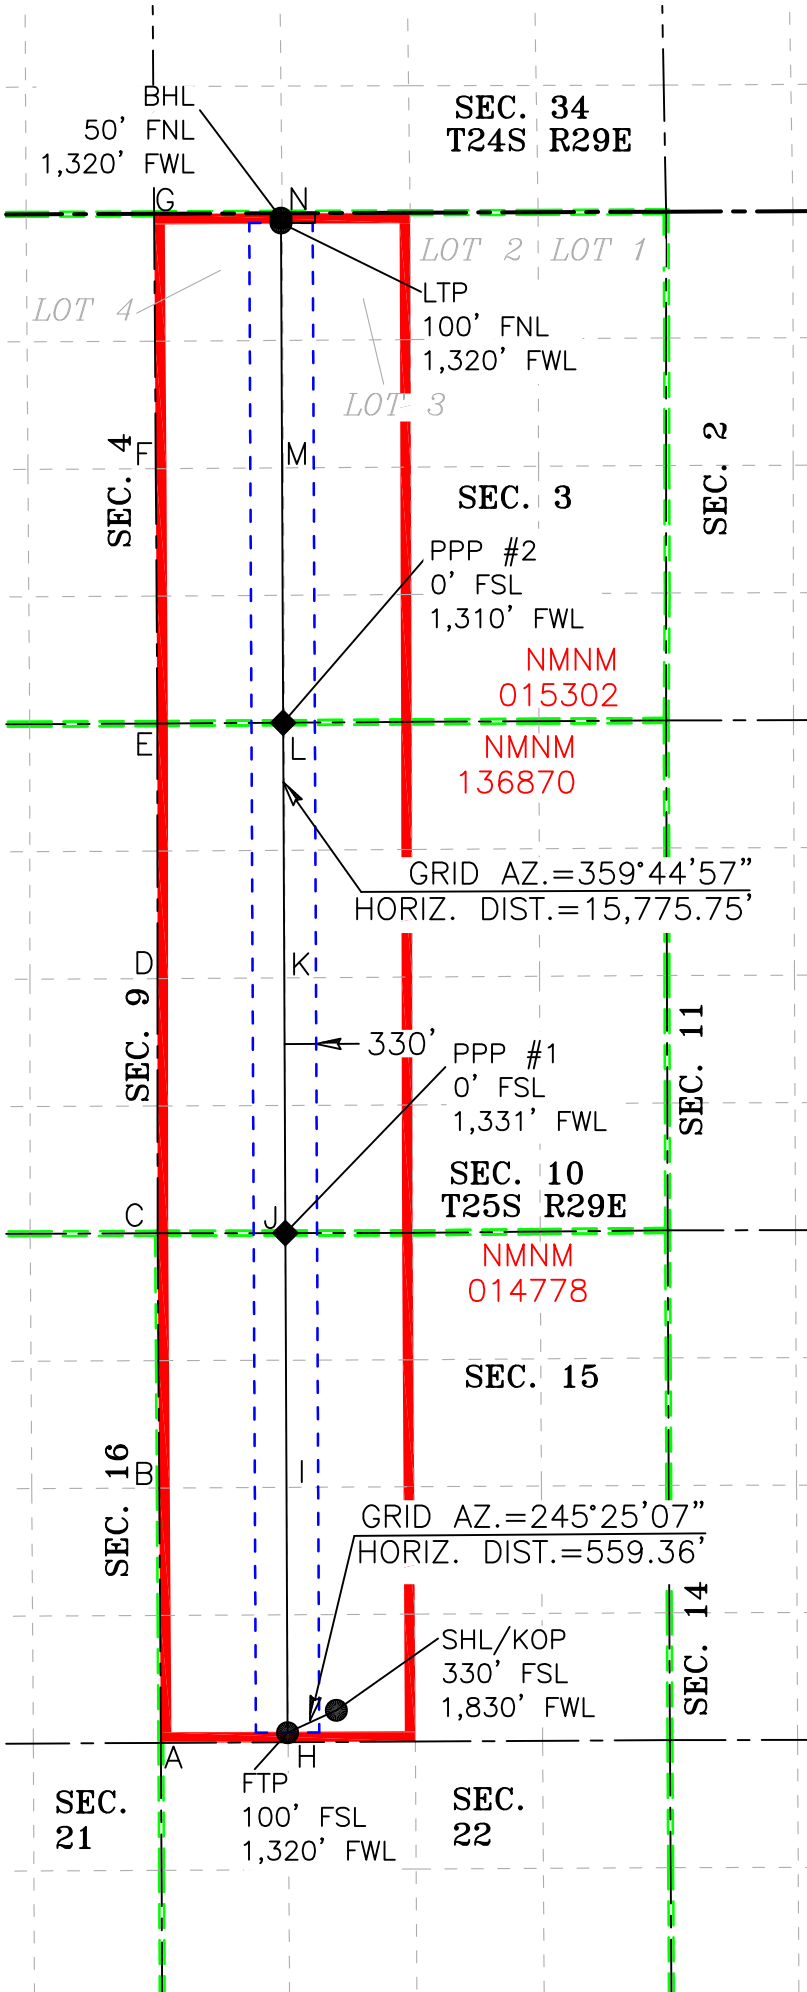 BHL
50' FNL
1,320' FWL
SEC. 34
T24S R29E
G
N
LOT 2
LOT 1
LOT 4
LTP
100' FNL
1,320' FWL
LOT 3
SEC. 4
F
M
SEC. 3
SEC. 2
PPP #2
0' FSL
1,310' FWL
NMNM
015302
E
L
NMNM
136870
GRID AZ.=359°44'57"
HORIZ. DIST.=15,775.75'
D
K
SEC. 9
330'
PPP #1
0' FSL
1,331' FWL
SEC. 11
SEC. 10
T25S R29E
C
J
NMNM
014778
SEC. 15
SEC. 16
B
I
GRID AZ.=245°25'07"
HORIZ. DIST.=559.36'
SEC. 14
SHL/KOP
330' FSL
1,830' FWL
A
H
FTP
100' FSL
1,320' FWL
SEC.
21
SEC.
22